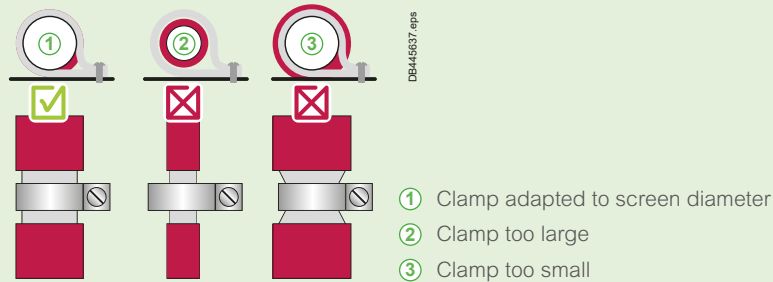 1 2 3
DB445637.eps
1 Clamp adapted to screen diameter
2 Clamp too large
3 Clamp too small